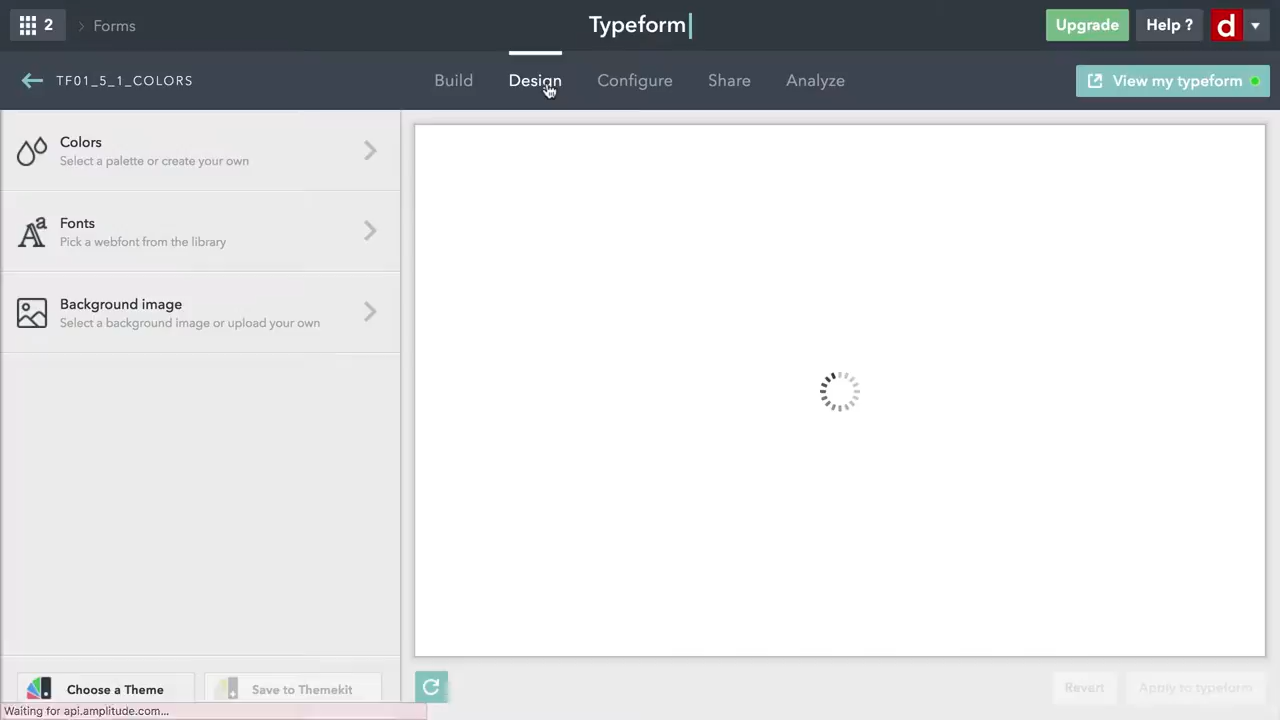 2 > Forms
Typeform
Upgrade
Help ?
d
TF01_5_1_COLORS
Build
Design
Configure
Share
Analyze
View my typeform
Colors
Select a palette or create your own
Fonts
Pick a webfont from the library
Background image
Select a background image or upload your own
Choose a Theme
Save to Themekit
Revert
Apply to typeform
Waiting for api.amplitude.com...